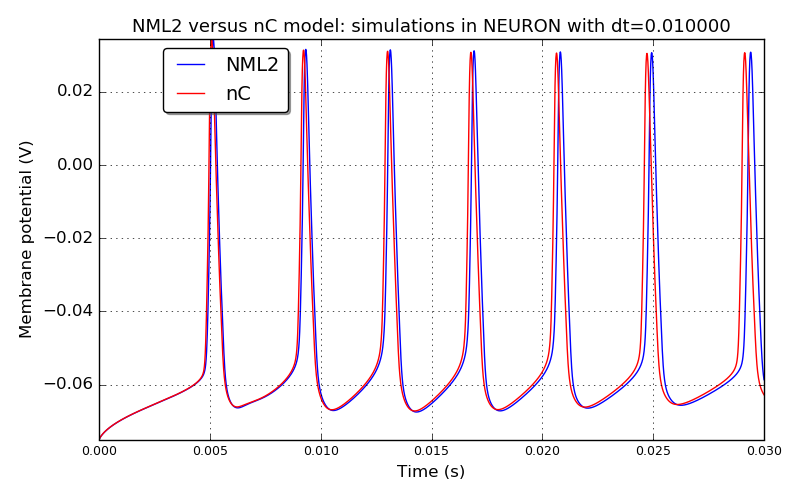 NML2 versus nC model: simulations in NEURON with dt=0.010000
NML2
nC
0.02
0.00
−0.02
−0.04
−0.06
Membrane potential (V)
0.000
0.005
0.010
0.015
0.020
0.025
0.030
Time (s)